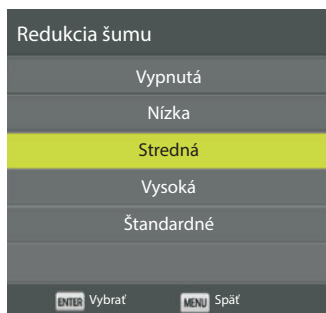 Redukcia šumu
Vypnutá
Nízka
Stredná
Vysoká
Štandardné
ENTER Vybrať MENU Späť